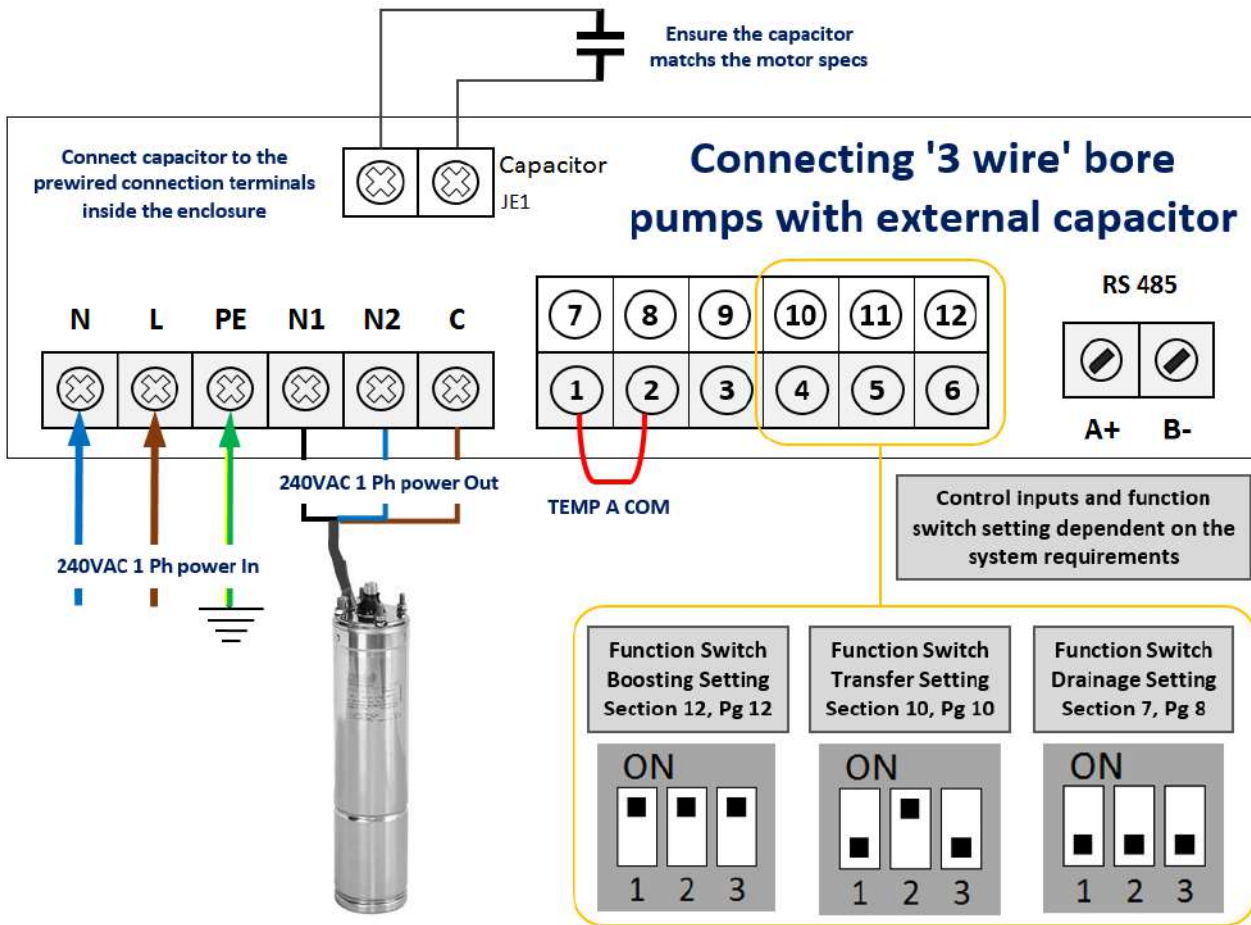 Ensure the capacitor
matchs the motor specs
Connect capacitor to the
prewired connection terminals
inside the enclosure
Capacitor
JE1
Connecting '3 wire' bore
pumps with external capacitor
N L PE N1 N2 C
7 8 9 10 11 12
1 2 3 4 5 6
RS 485
A+ B-
240VAC 1 Ph power Out
TEMP A COM
240VAC 1 Ph power In
Control inputs and function
switch setting dependent on the
system requirements
Function Switch
Boosting Setting
Section 12, Pg 12
ON
1 2 3
Function Switch
Transfer Setting
Section 10, Pg 10
ON
1 2 3
Function Switch
Drainage Setting
Section 7, Pg 8
ON
1 2 3